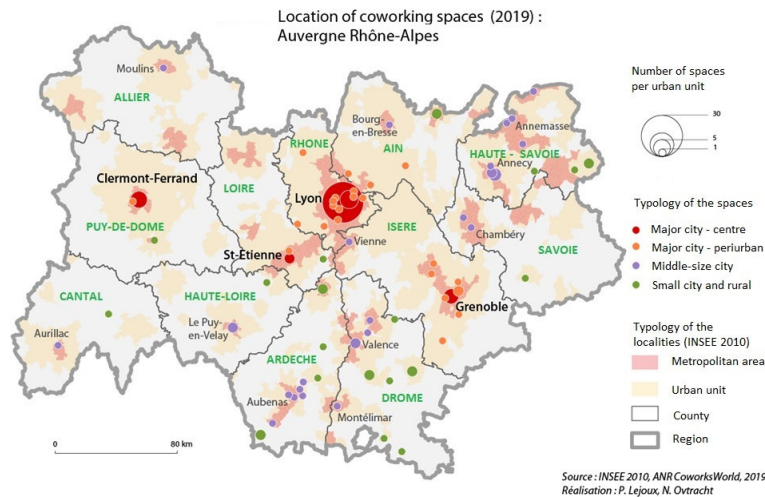 Location of coworking spaces (2019) :
Auvergne Rhône-Alpes
Number of spaces
per urban unit
30
5
1
Typology of the spaces
Major city - centre
Major city - periurban
Middle-size city
Small city and rural
Typology of the
localities (INSEE 2010)
Metropolitan area
Urban unit
County
Region
Moulins
ALLIER
Clermont-Ferrand
PUY-DE-DOME
LOIRE
RHONE
Bourg-
en-Bresse
AIN
Annemasse
HAUTE - SAVOIE
Annecy
Lyon
ISERE
Vienne
Chambéry
SAVOIE
St-Etienne
CANTAL
HAUTE-LOIRE
Aurillac
Le Puy-
en-Velay
Grenoble
ARDECHE
Valence
Aubenas
DROME
Montélimar
0
80 km
Source : INSEE 2010, ANR CoworksWorld, 2019
Réalisation : P. Lejoux, N. Ovtracht